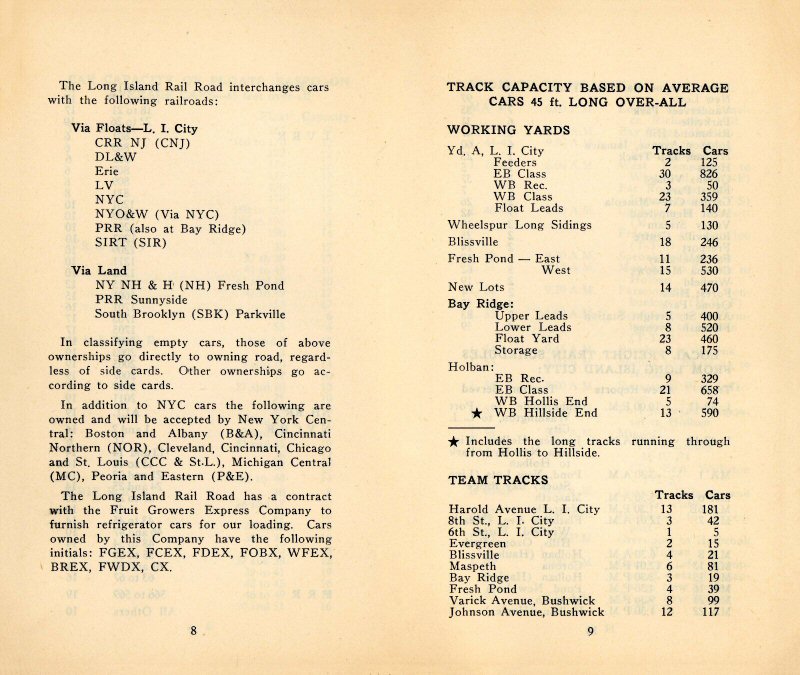 The Long Island Rail Road interchanges cars
with the following railroads:
Via Floats—L. I. City
CRR NJ (CNJ)
DL&W
Erie
LV
NYC
NYO&W (Via NYC)
PRR (also at Bay Ridge)
SIRT (SIR)
Via Land
NY NH & H (NH) Fresh Pond
PRR Sunnyside
South Brooklyn (SBK) Parkville
In classifying empty cars, those of above
ownerships go directly to owning road, regard-
less of side cards. Other ownerships go ac-
cording to side cards.
In addition to NYC cars the following are
owned and will be accepted by New York Cen-
tral: Boston and Albany (B&A), Cincinnati
Northern (NOR), Cleveland, Cincinnati, Chicago
and St. Louis (CCC & St.L.), Michigan Central
(MC), Peoria and Eastern (P&E).
The Long Island Rail Road has a contract
with the Fruit Growers Express Company to
furnish refrigerator cars for our loading. Cars
owned by this Company have the following
initials: FGEX, FCEX, FDEX, FOBX, WFEX,
BREX, FWDX, CX.
8
TRACK CAPACITY BASED ON AVERAGE
CARS 45 ft. LONG OVER-ALL
WORKING YARDS
Yd. A, L. I. City Tracks Cars
Feeders 2 125
EB Class 30 826
WB Rec. 3 50
WB Class 23 359
Float Leads 7 140
Wheelspur Long Sidings 5 130
Blissville 18 246
Fresh Pond — East 11 236
West 15 530
New Lots 14 470
Bay Ridge:
Upper Leads 5 400
Lower Leads 8 520
Float Yard 23 460
Storage 8 175
Holban:
EB Rec. 9 329
EB Class 21 658
WB Hollis End 5 74
★ WB Hillside End 13 590
★ Includes the long tracks running through
from Hollis to Hillside.
TEAM TRACKS
Tracks Cars
Harold Avenue L. I. City 13 181
8th St., L. I. City 3 42
6th St., L. I. City 1 5
Evergreen 2 15
Blissville 4 21
Maspeth 6 81
Bay Ridge 3 19
Fresh Pond 4 39
Varick Avenue, Bushwick 8 99
Johnson Avenue, Bushwick 12 117
9